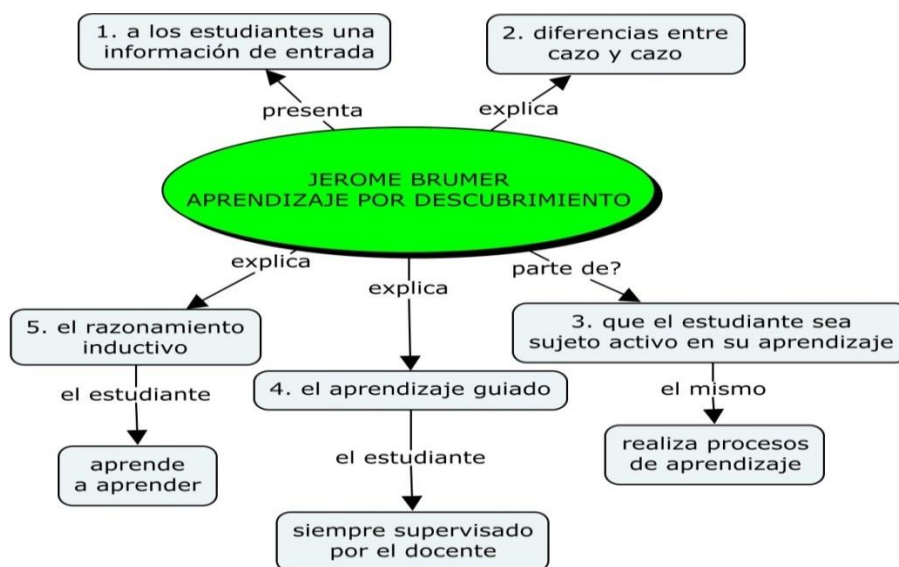 1. a los estudiantes una
información de entrada
2. diferencias entre
cazo y cazo
presenta
explica
JEROME BRUMER
APRENDIZAJE POR DESCUBRIMIENTO
explica
explica
parte de?
5. el razonamiento
inductivo
4. el aprendizaje guiado
3. que el estudiante sea
sujeto activo en su aprendizaje
el estudiante
el estudiante
el mismo
aprende
a aprender
siempre supervisado
por el docente
realiza procesos
de aprendizaje